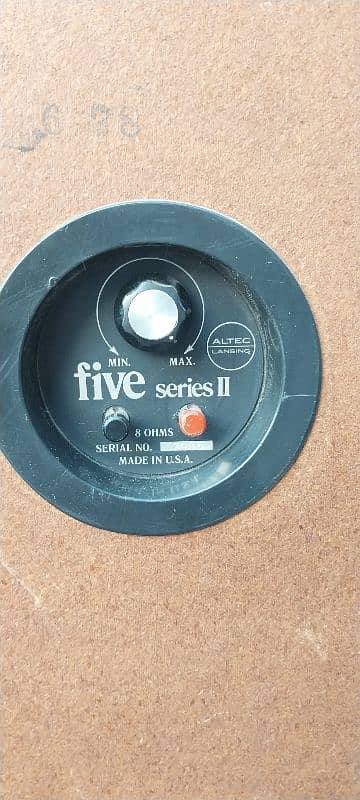 MIN.
MAX.
ALTEC
LANSING
five series II
8 OHMS
SERIAL NO.
MADE IN U.S.A.